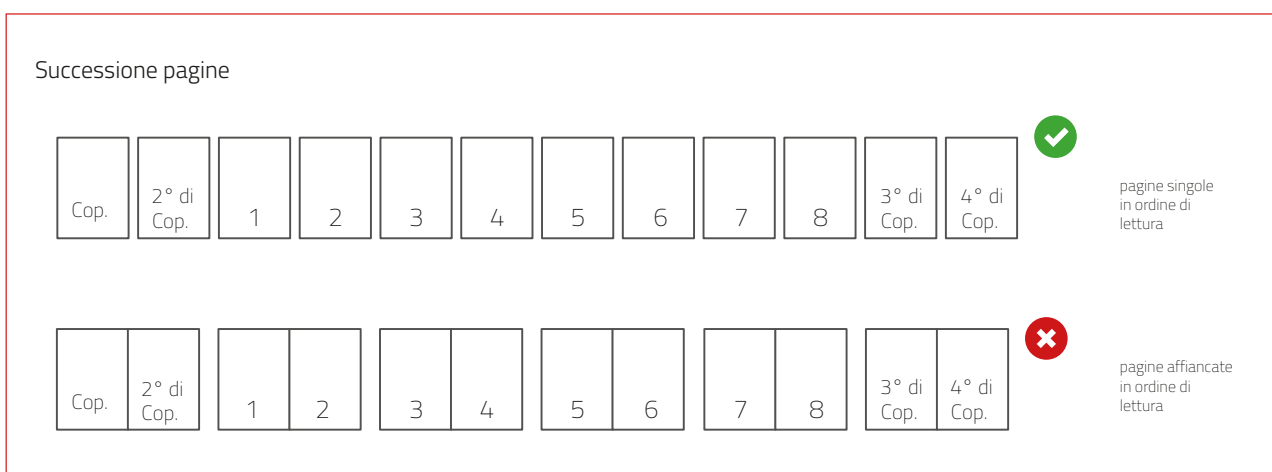 Successione pagine
Cop.
2° di
Cop.
1
2
3
4
5
6
7
8
3° di
Cop.
4° di
Cop.
pagine singole
in ordine di
lettura
Cop.
2° di
Cop.
1
2
3
4
5
6
7
8
3° di
Cop.
4° di
Cop.
pagine affiancate
in ordine di
lettura